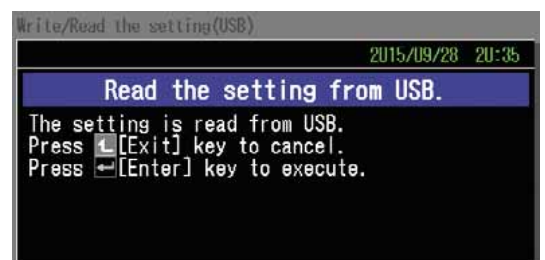 Write/Read the setting(USB)
2015/09/28 20:35
Read the setting from USB.
The setting is read from USB.
Press [Exit] key to cancel.
Press [Enter] key to execute.